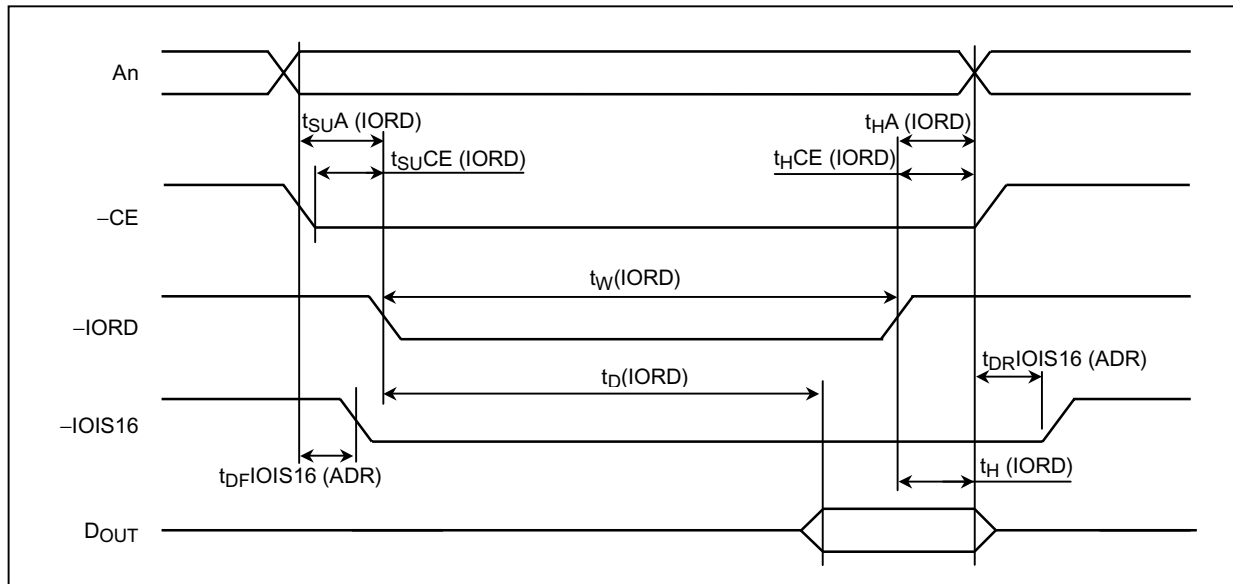 An
tSUA (IORD)
tHA (IORD)
tSUCE (IORD)
tHCE (IORD)
–CE
tW(IORD)
–IORD
tDRIOIS16 (ADR)
tD(IORD)
–IOIS16
tDFIOIS16 (ADR)
tH (IORD)
DOUT